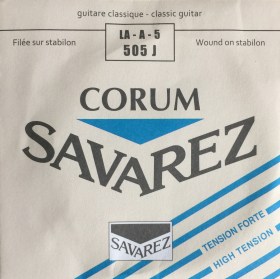 guitare classique - classic guitar
Filée sur stabilon
LA - A - 5
505 J
Wound on stabilon
CORUM
SAVAREZ
SAVAREZ
TENSION FORTE
HIGH TENSION